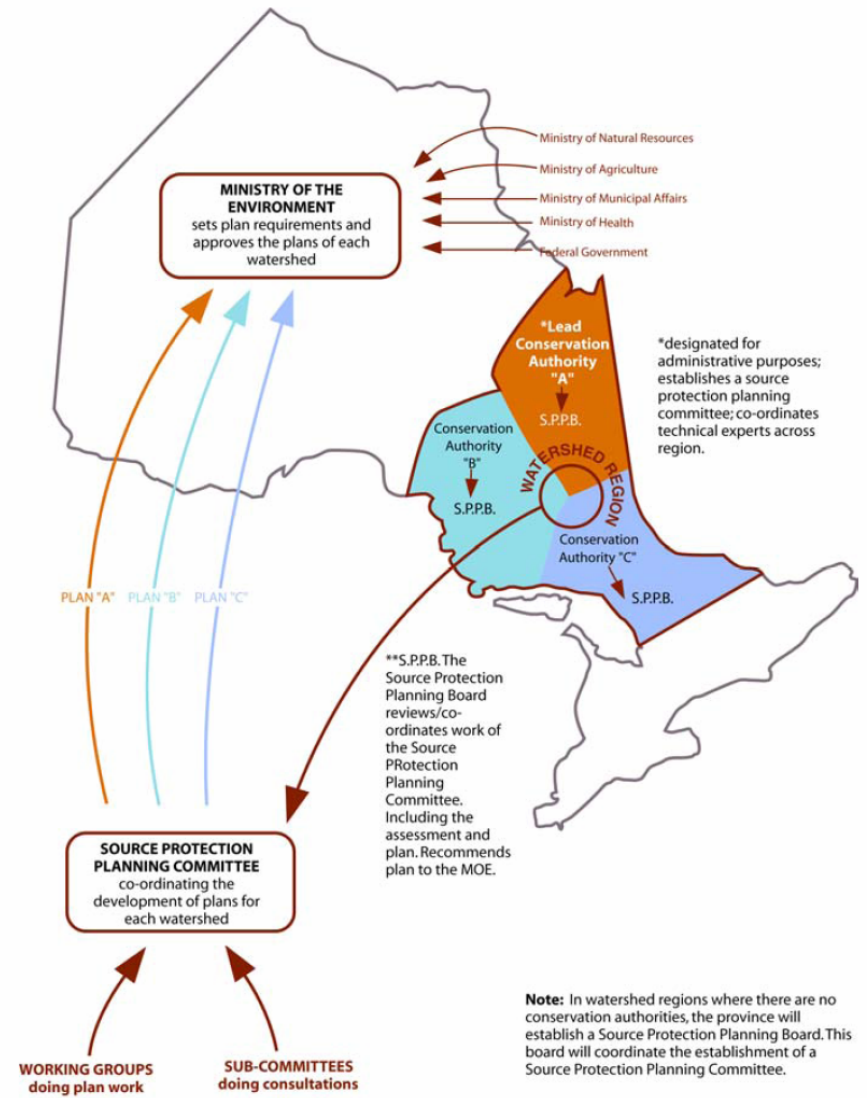 Ministry of Natural Resources
Ministry of Agriculture
Ministry of Municipal Affairs
Ministry of Health
Federal Government
MINISTRY OF THE
ENVIRONMENT
sets plan requirements and
approves the plans of each
watershed
*Lead
Conservation
Authority
"A"
S.P.P.B.
*designated for
administrative purposes;
establishes a source
protection planning
committee; co-ordinates
technical experts across
region.
Conservation
Authority
"B"
S.P.P.B.
WATERSHED REGION
Conservation
Authority "C"
S.P.P.B.
PLAN "A"
PLAN "B"
PLAN "C"
**S.P.P.B. The
Source Protection
Planning Board
reviews/co-
ordinates work of
the Source
PRotection
Planning
Committee.
Including the
assessment and
plan. Recommends
plan to the MOE.
SOURCE PROTECTION
PLANNING COMMITTEE
co-ordinating the
development of plans for
each watershed
WORKING GROUPS
doing plan work
SUB-COMMITTEES
doing consultations
Note: In watershed regions where there are no
conservation authorities, the province will
establish a Source Protection Planning Board. This
board will coordinate the establishment of a
Source Protection Planning Committee.